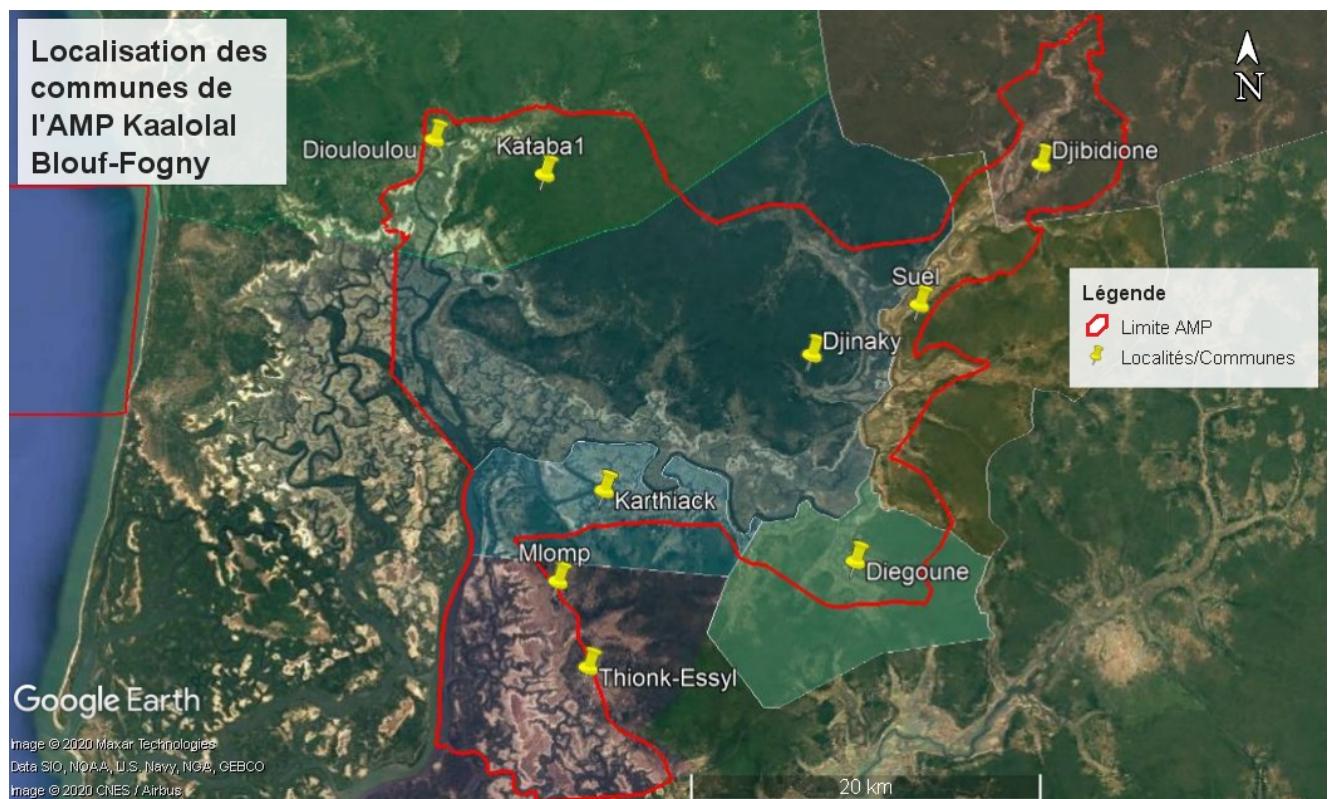 Localisation des
communes de
l'AMP Kaalolal
Blouf-Fogny
N
Diouloulou
Kataba1
Djibidione
Suel
Légende
Limite AMP
Localités/Communes
Djinaky
Karthiack
Mlomp
Diegoune
Thionk-Essyl
Google Earth
Image © 2020 Maxar Technologies
Data SIO, NOAA, U.S. Navy, NGA, GEBCO
Image © 2020 CNES / Airbus
20 km